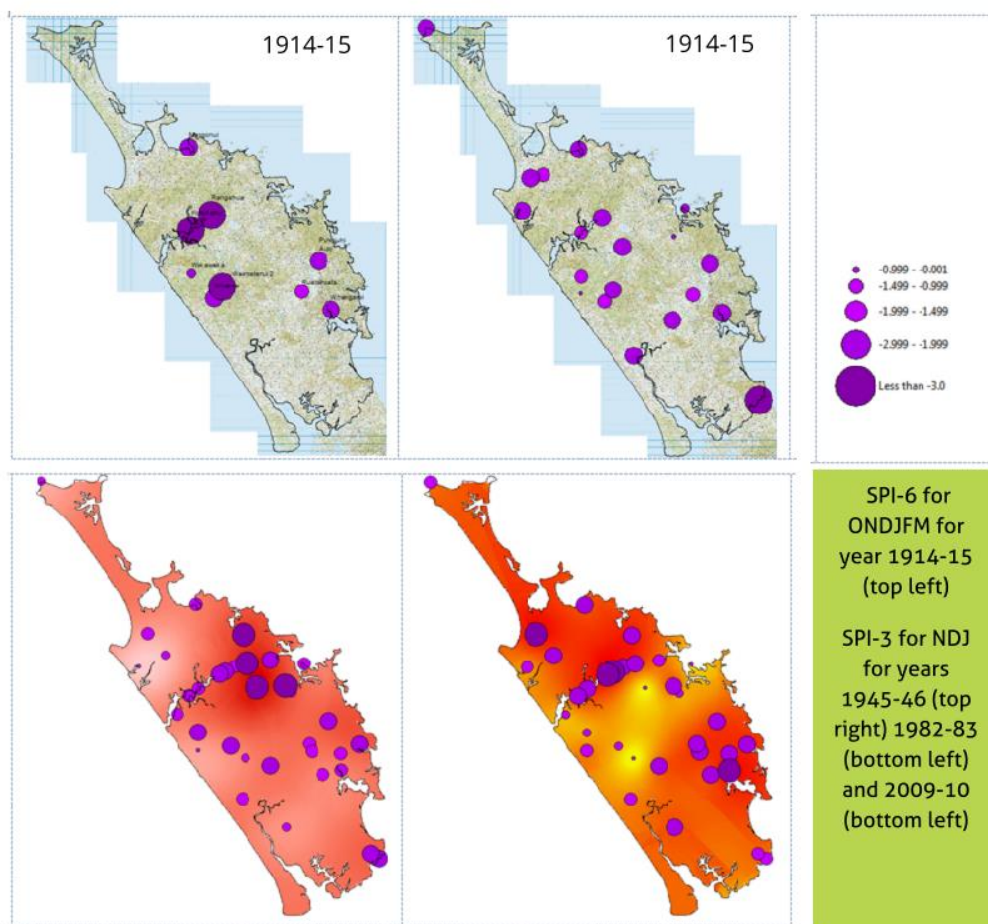 1914-15
1914-15
Whangarei
-0.999 - -0.001
-1.499 - -0.999
-1.999 - -1.499
-2.999 - -1.999
Less than -3.0
SPI-6 for
ONDJFM for
year 1914-15
(top left)
SPI-3 for NDJ
for years
1945-46 (top
right) 1982-83
(bottom left)
and 2009-10
(bottom left)